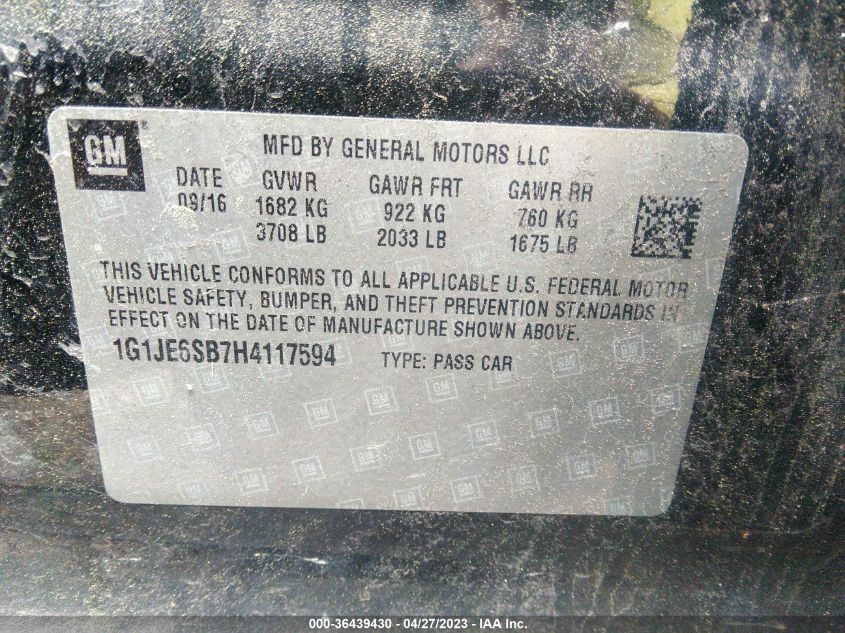 GM
MFD BY GENERAL MOTORS LLC
DATE GVWR GAWR FRT GAWR RR
09/16 1682 KG 922 KG 760 KG
3708 LB 2033 LB 1675 LB
THIS VEHICLE CONFORMS TO ALL APPLICABLE U.S. FEDERAL MOTOR
VEHICLE SAFETY, BUMPER, AND THEFT PREVENTION STANDARDS IN
EFFECT ON THE DATE OF MANUFACTURE SHOWN ABOVE.
1G1JE6SB7H4117594 TYPE: PASS CAR
000-36439430 - 04/27/2023 - IAA Inc.